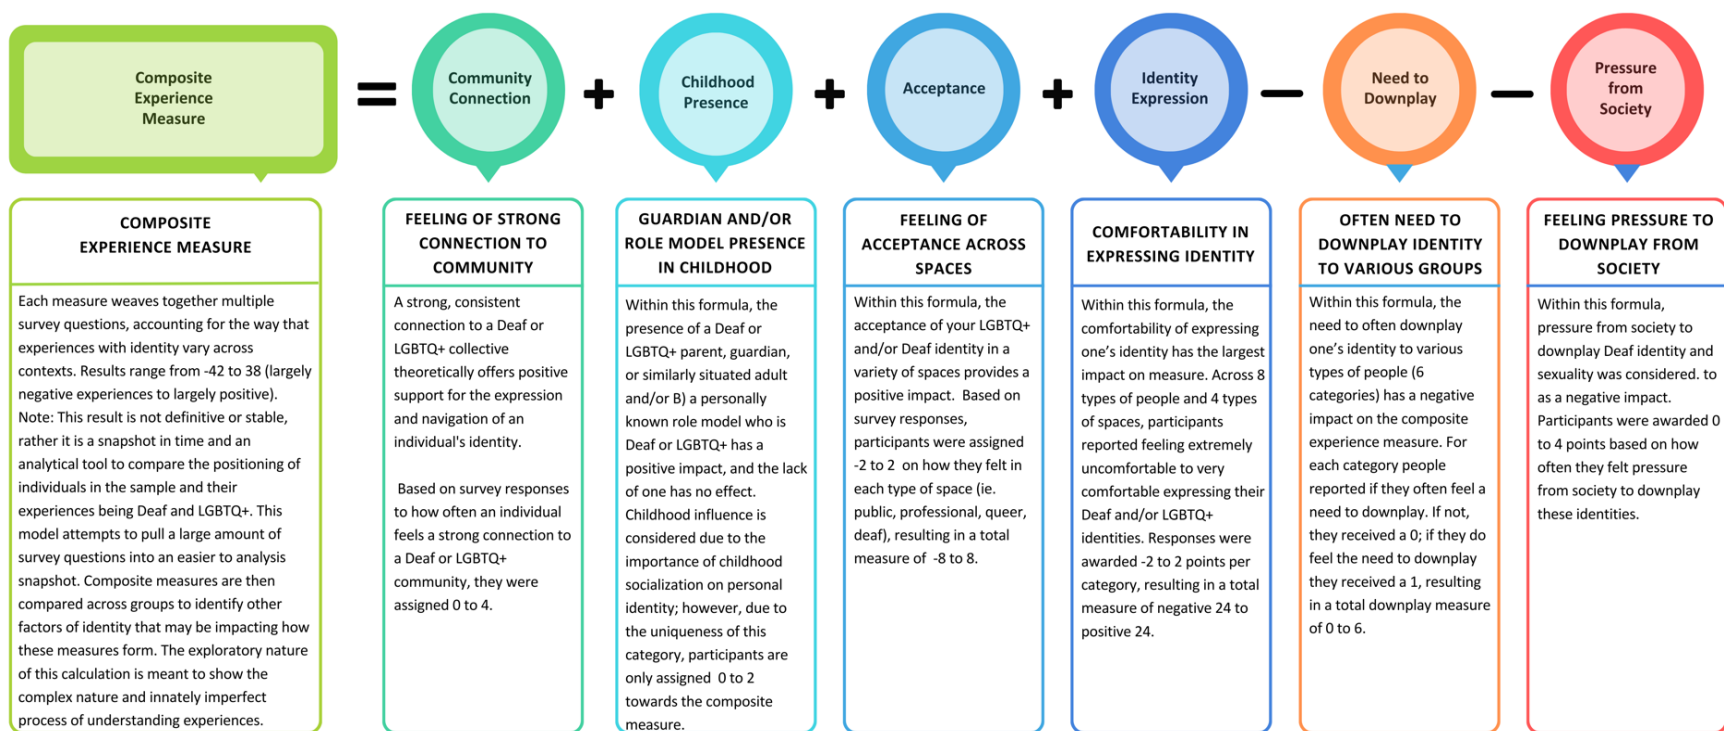 Composite
Experience
Measure
=
Community
Connection
+
Childhood
Presence
+
Acceptance
+
Identity
Expression
—
Need to
Downplay
—
Pressure
from
Society
COMPOSITE
EXPERIENCE MEASURE
Each measure weaves together multiple
survey questions, accounting for the way that
experiences with identity vary across
contexts. Results range from -42 to 38 (largely
negative experiences to largely positive).
Note: This result is not definitive or stable,
rather it is a snapshot in time and an
analytical tool to compare the positioning of
individuals in the sample and their
experiences being Deaf and LGBTQ+. This
model attempts to pull a large amount of
survey questions into an easier to analysis
snapshot. Composite measures are then
compared across groups to identify other
factors of identity that may be impacting how
these measures form. The exploratory nature
of this calculation is meant to show the
complex nature and innately imperfect
process of understanding experiences.
FEELING OF STRONG
CONNECTION TO
COMMUNITY
A strong, consistent
connection to a Deaf or
LGBTQ+ collective
theoretically offers positive
support for the expression
and navigation of an
individual's identity.
Based on survey responses
to how often an individual
feels a strong connection to
a Deaf or LGBTQ+
community, they were
assigned 0 to 4.
GUARDIAN AND/OR
ROLE MODEL PRESENCE
IN CHILDHOOD
Within this formula, the
presence of a Deaf or
LGBTQ+ parent, guardian,
or similarly situated adult
and/or B) a personally
known role model who is
Deaf or LGBTQ+ has a
positive impact, and the lack
of one has no effect.
Childhood influence is
considered due to the
importance of childhood
socialization on personal
identity; however, due to
the uniqueness of this
category, participants are
only assigned 0 to 2
towards the composite
measure.
FEELING OF
ACCEPTANCE ACROSS
SPACES
Within this formula, the
acceptance of your LGBTQ+
and/or Deaf identity in a
variety of spaces provides a
positive impact. Based on
survey responses,
participants were assigned
-2 to 2 on how they felt in
each type of space (ie.
public, professional, queer,
deaf), resulting in a total
measure of -8 to 8.
COMFORTABILITY IN
EXPRESSING IDENTITY
Within this formula, the
comfortability of expressing
one's identity has the largest
impact on measure. Across 8
types of people and 4 types
of spaces, participants
reported feeling extremely
uncomfortable to very
comfortable expressing their
Deaf and/or LGBTQ+
identities. Responses were
awarded -2 to 2 points per
category, resulting in a total
measure of negative 24 to
positive 24.
OFTEN NEED TO
DOWNPLAY IDENTITY
TO VARIOUS GROUPS
Within this formula, the
need to often downplay
one's identity to various
types of people (6
categories) has a negative
impact on the composite
experience measure. For
each category people
reported if they often feel a
need to downplay. If not,
they received a 0; if they do
feel the need to downplay
they received a 1, resulting
in a total downplay measure
of 0 to 6.
FEELING PRESSURE TO
DOWNPLAY FROM
SOCIETY
Within this formula,
pressure from society to
downplay Deaf identity and
sexuality was considered. to
as a negative impact.
Participants were awarded 0
to 4 points based on how
often they felt pressure
from society to downplay
these identities.